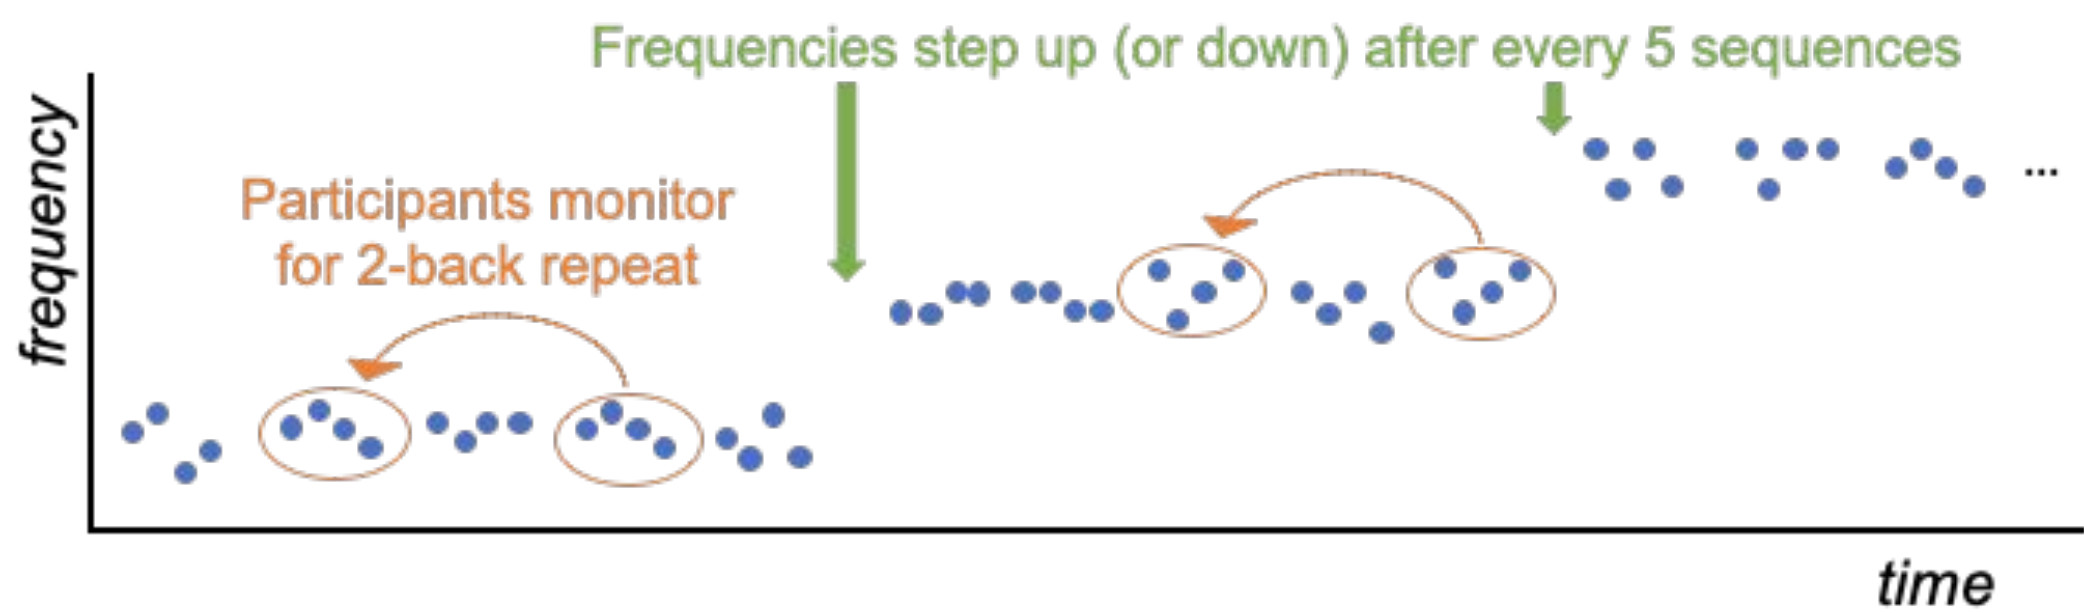 Frequencies step up (or down) after every 5 sequences
frequency
Participants monitor
for 2-back repeat
...
time